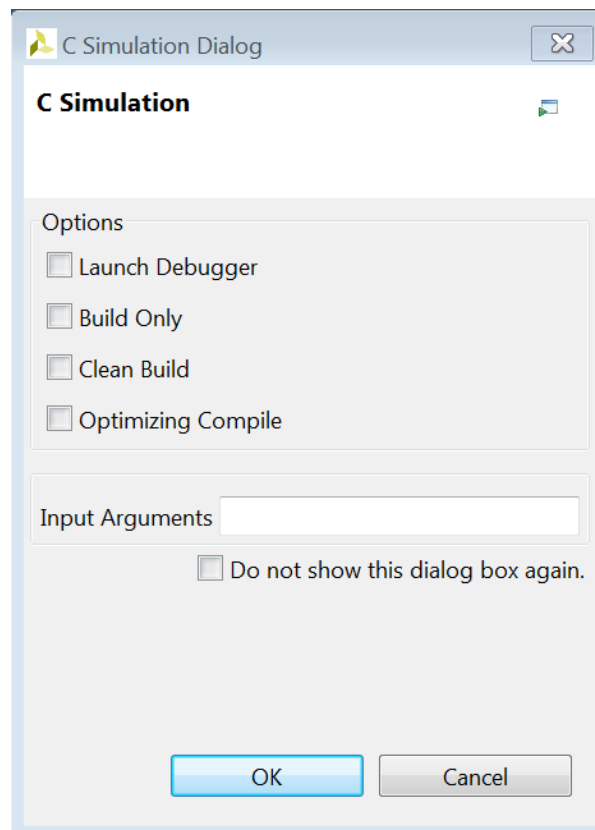 C Simulation Dialog
C Simulation
Options
Launch Debugger
Build Only
Clean Build
Optimizing Compile
Input Arguments
Do not show this dialog box again.
OK Cancel